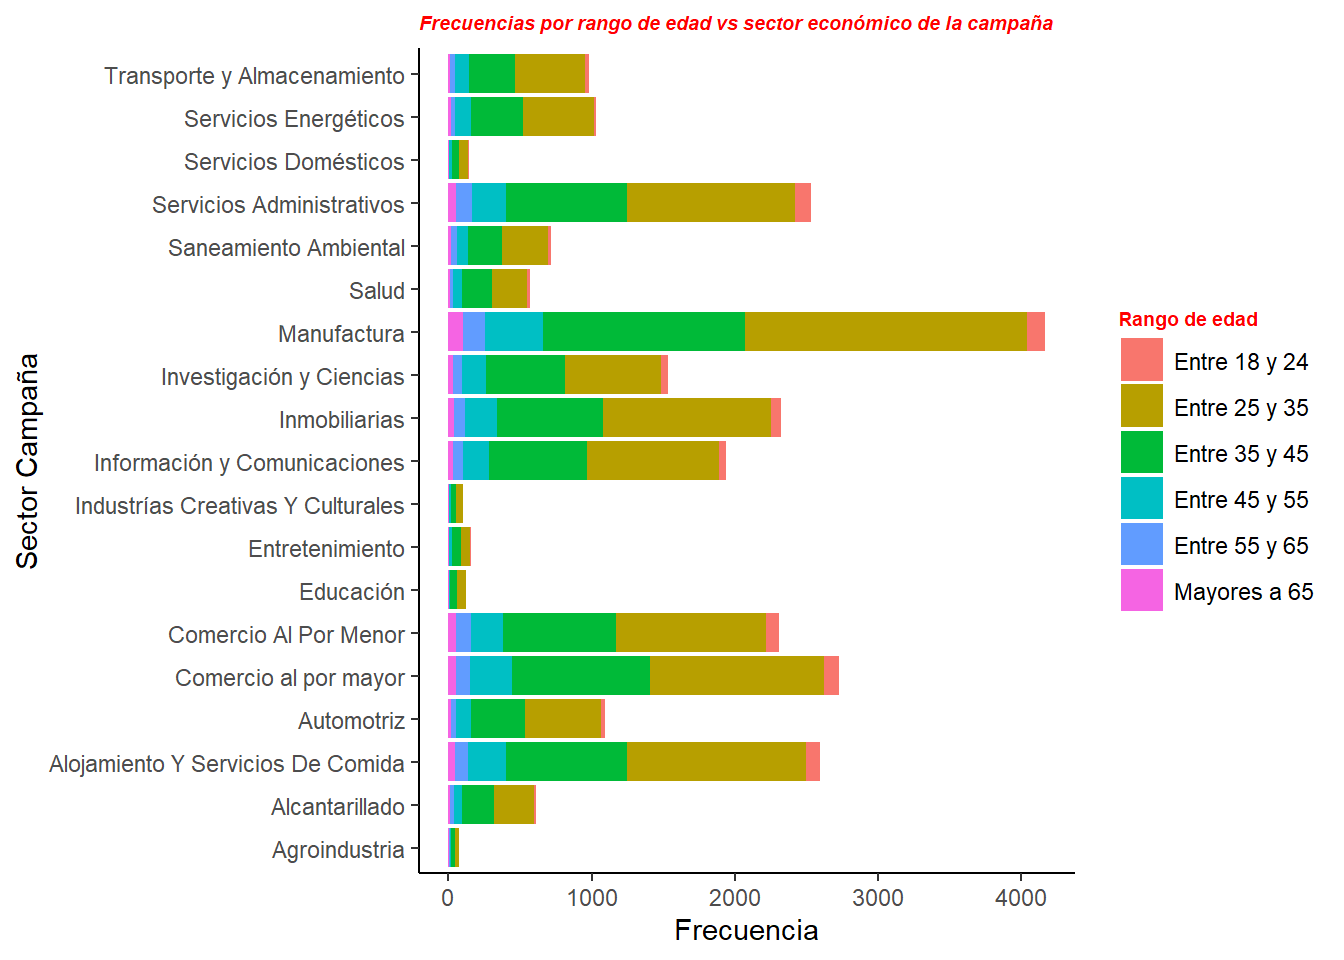 Frecuencias por rango de edad vs sector económico de la campaña
Sector Campaña
Transporte y Almacenamiento
Servicios Energéticos
Servicios Domésticos
Servicios Administrativos
Saneamiento Ambiental
Salud
Manufactura
Investigación y Ciencias
Inmobiliarias
Información y Comunicaciones
Industrías Creativas Y Culturales
Entretenimiento
Educación
Comercio Al Por Menor
Comercio al por mayor
Automotriz
Alojamiento Y Servicios De Comida
Alcantarillado
Agroindustria
0 1000 2000 3000 4000
Frecuencia
Rango de edad
Entre 18 y 24
Entre 25 y 35
Entre 35 y 45
Entre 45 y 55
Entre 55 y 65
Mayores a 65